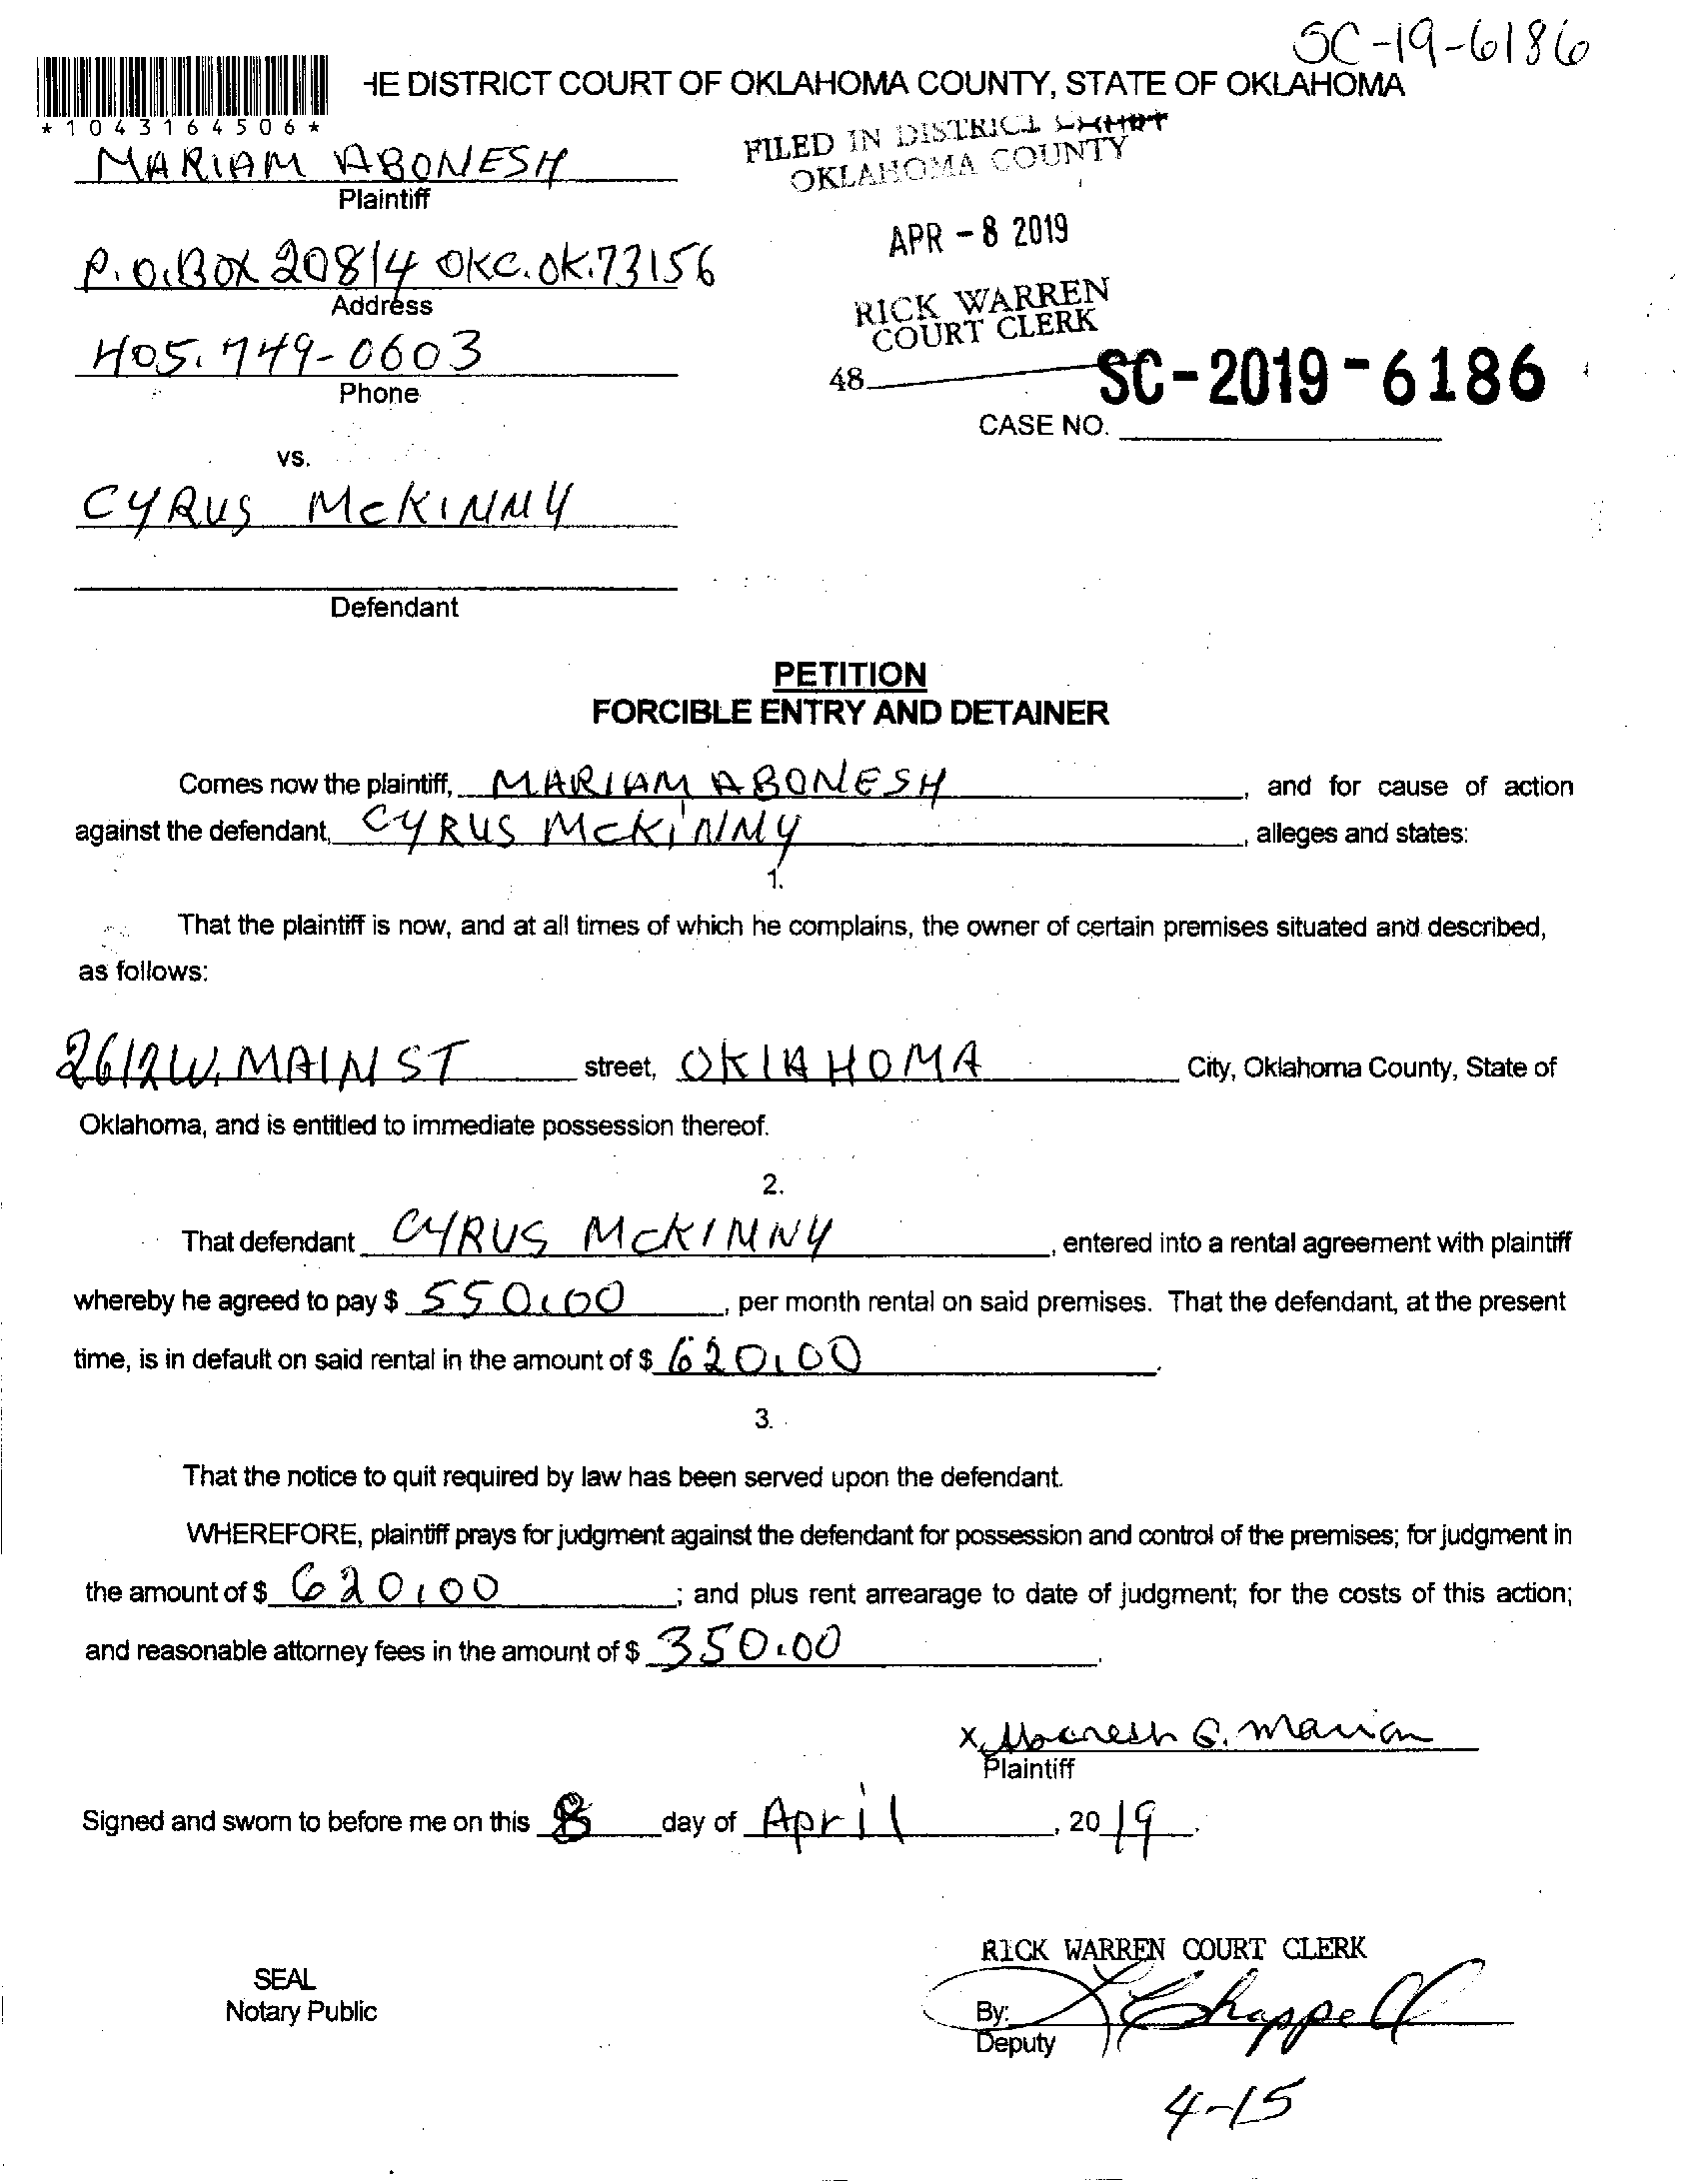 SC-19-6186
HE DISTRICT COURT OF OKLAHOMA COUNTY, STATE OF OKLAHOMA
*1043164506*
FILED IN DISTRICT COURT
OKLAHOMA COUNTY
MARIAM ABONESH
Plaintiff
APR - 8 2019
P.O.BOX 20814 OKC.OK.73156
Address
RICK WARREN
COURT CLERK
405.749-0603
Phone
48
SC-2019-6186
CASE NO.
vs.
CYRUS McKINNY
Defendant
PETITION
FORCIBLE ENTRY AND DETAINER
Comes now the plaintiff, MARIAM ABONESH, and for cause of action
against the defendant, CYRUS McKINNY, alleges and states:
1.
That the plaintiff is now, and at all times of which he complains, the owner of certain premises situated and described,
as follows:
2612 W. MAIN ST street, OKLAHOMA City, Oklahoma County, State of
Oklahoma, and is entitled to immediate possession thereof.
2.
That defendant CYRUS McKINNY, entered into a rental agreement with plaintiff
whereby he agreed to pay $ 550.00, per month rental on said premises. That the defendant, at the present
time, is in default on said rental in the amount of $ 620.00.
3.
That the notice to quit required by law has been served upon the defendant.
WHEREFORE, plaintiff prays for judgment against the defendant for possession and control of the premises; for judgment in
the amount of $ 620.00; and plus rent arrearage to date of judgment; for the costs of this action;
and reasonable attorney fees in the amount of $ 350.00.
x Abonesh G. Mariam
Plaintiff
Signed and sworn to before me on this 8 day of April, 2019.
RICK WARREN COURT CLERK
SEAL
Notary Public
By: Chappell
Deputy
4-15